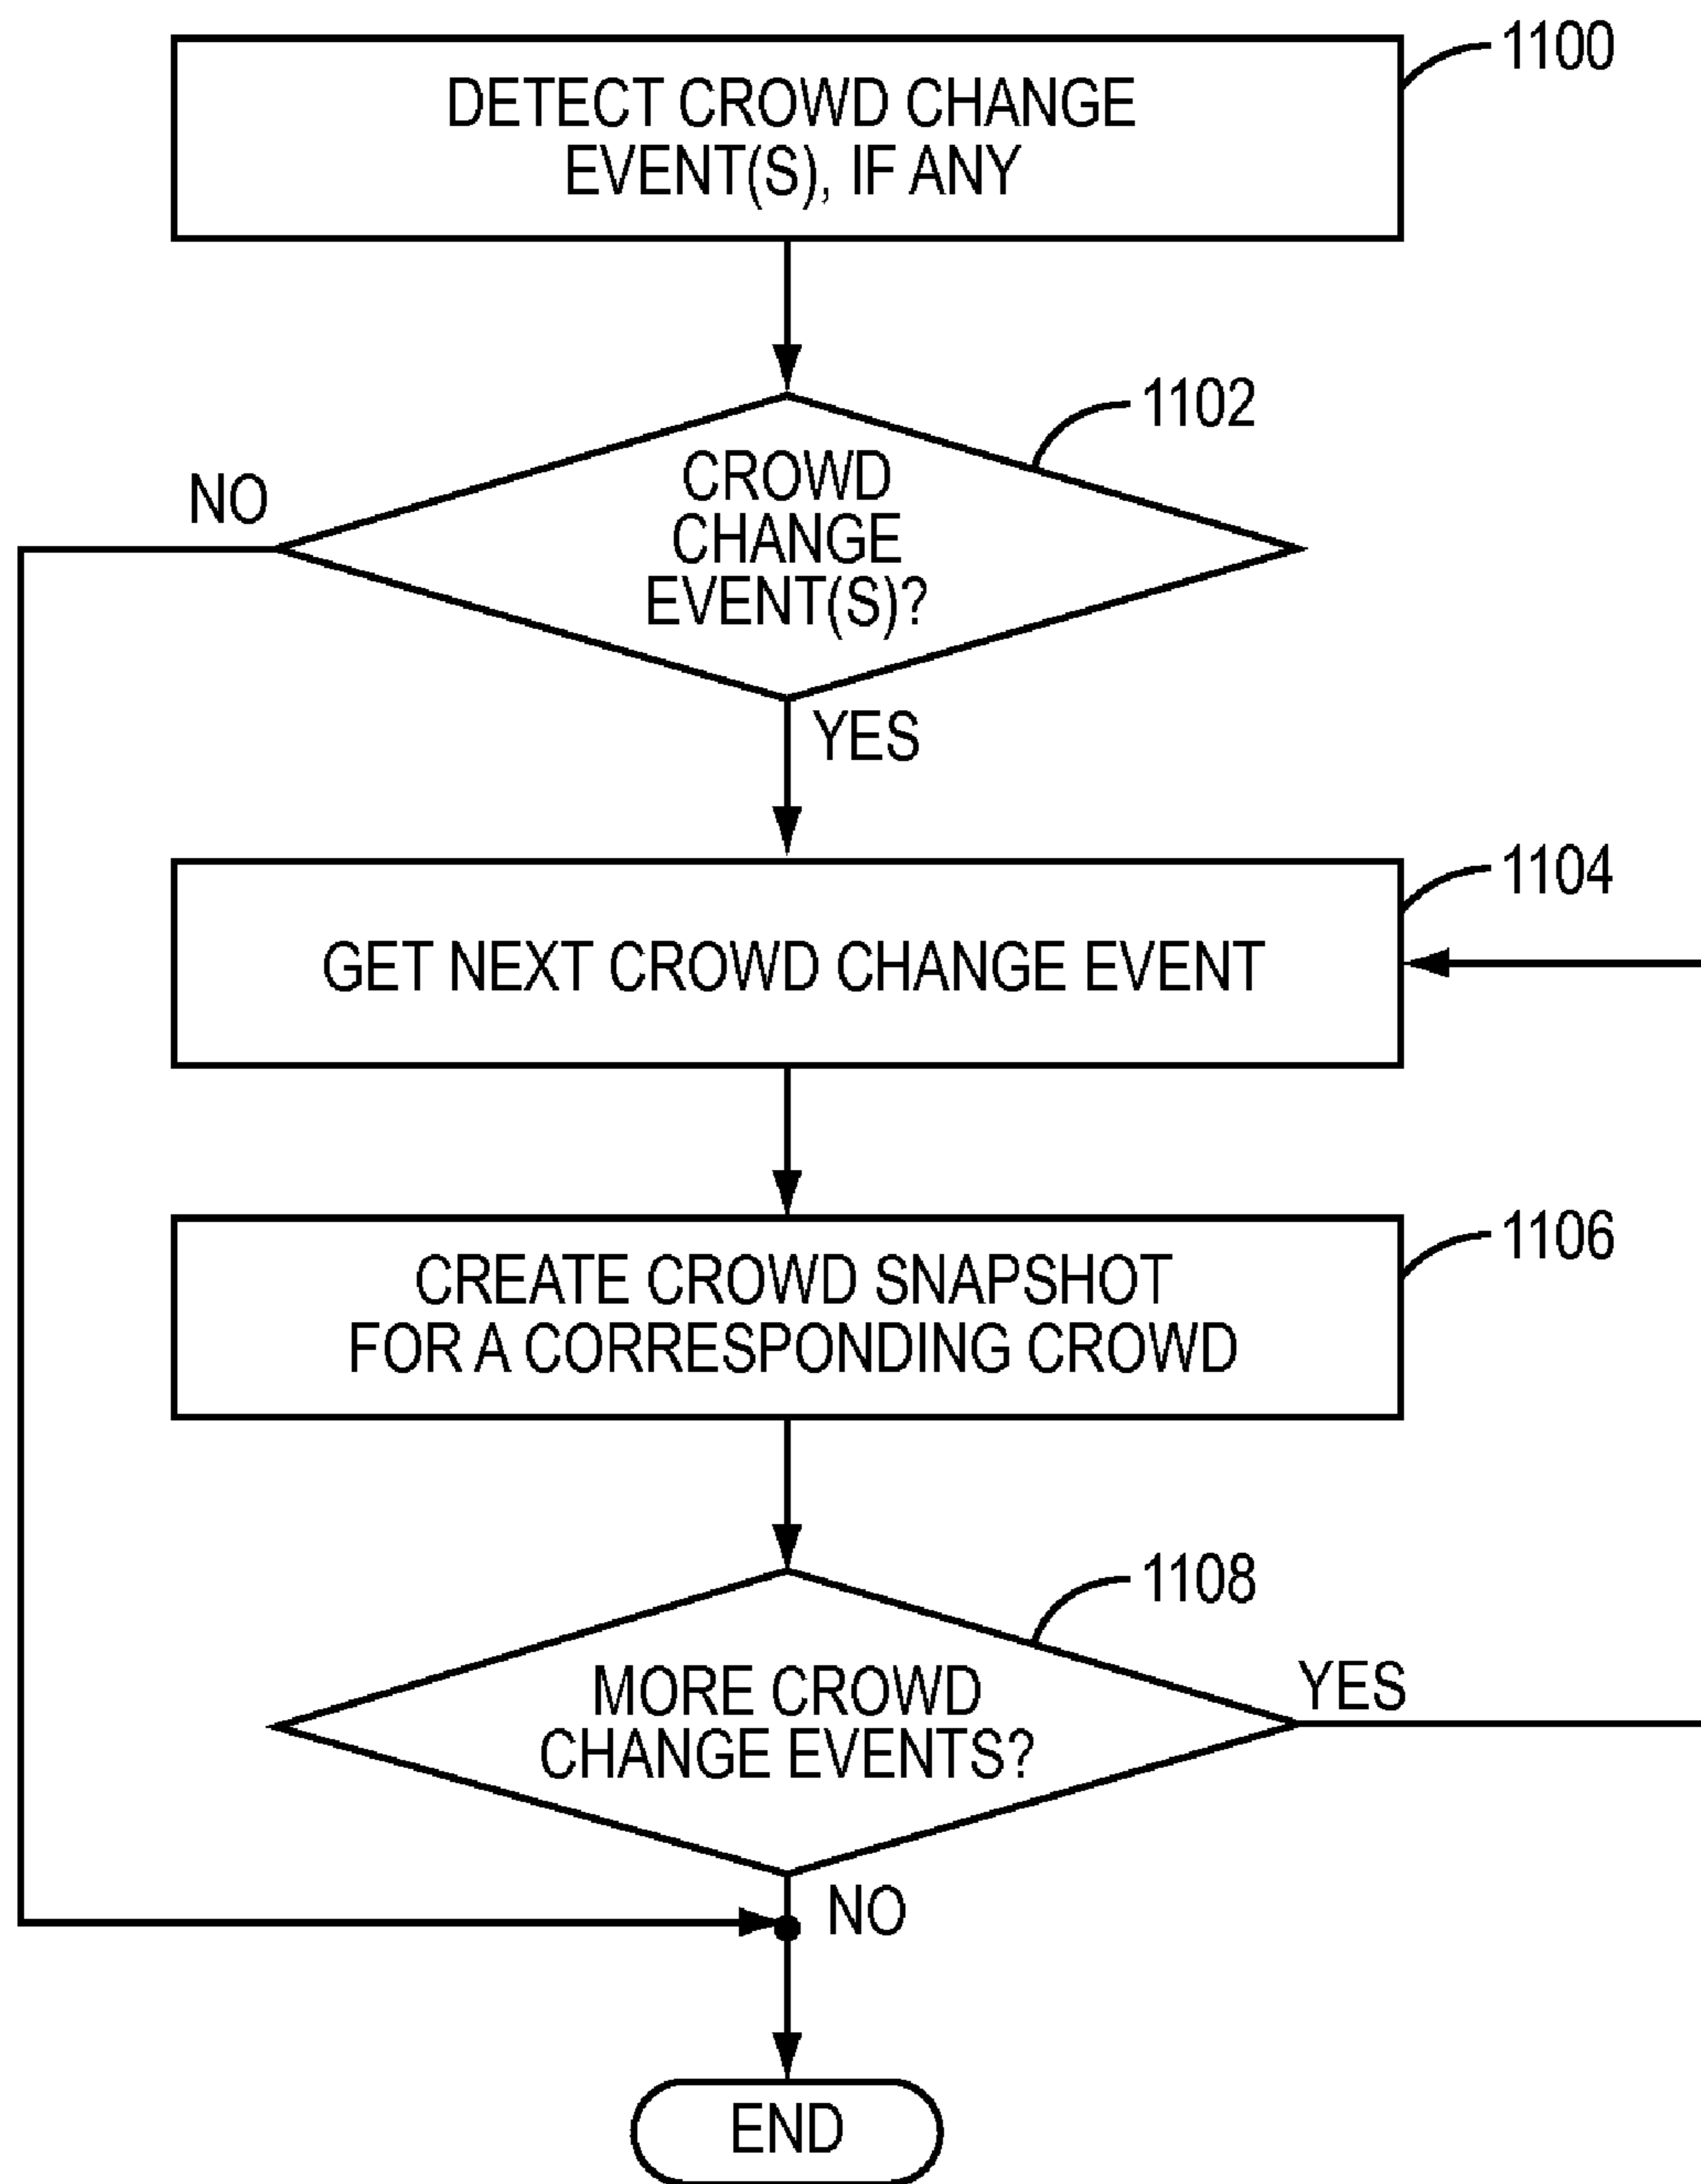 1100
DETECT CROWD CHANGE
EVENT(S), IF ANY
1102
CROWD
CHANGE
EVENT(S)?
NO
YES
1104
GET NEXT CROWD CHANGE EVENT
1106
CREATE CROWD SNAPSHOT
FOR A CORRESPONDING CROWD
1108
MORE CROWD
CHANGE EVENTS?
YES
NO
END